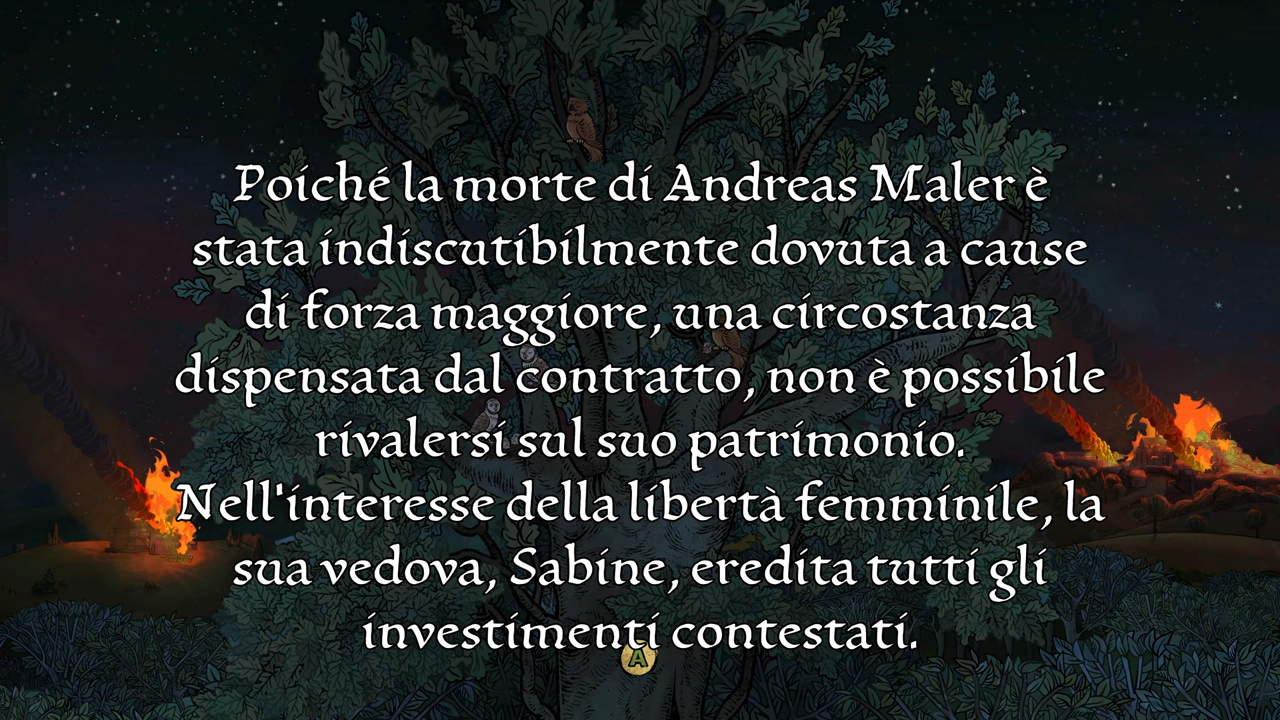 Poiché la morte di Andreas Maler è
stata indiscutibilmente dovuta a cause
di forza maggiore, una circostanza
dispensata dal contratto, non è possibile
rivalersi sul suo patrimonio.
Nell'interesse della libertà femminile, la
sua vedova, Sabine, eredita tutti gli
investimenti contestati.
A